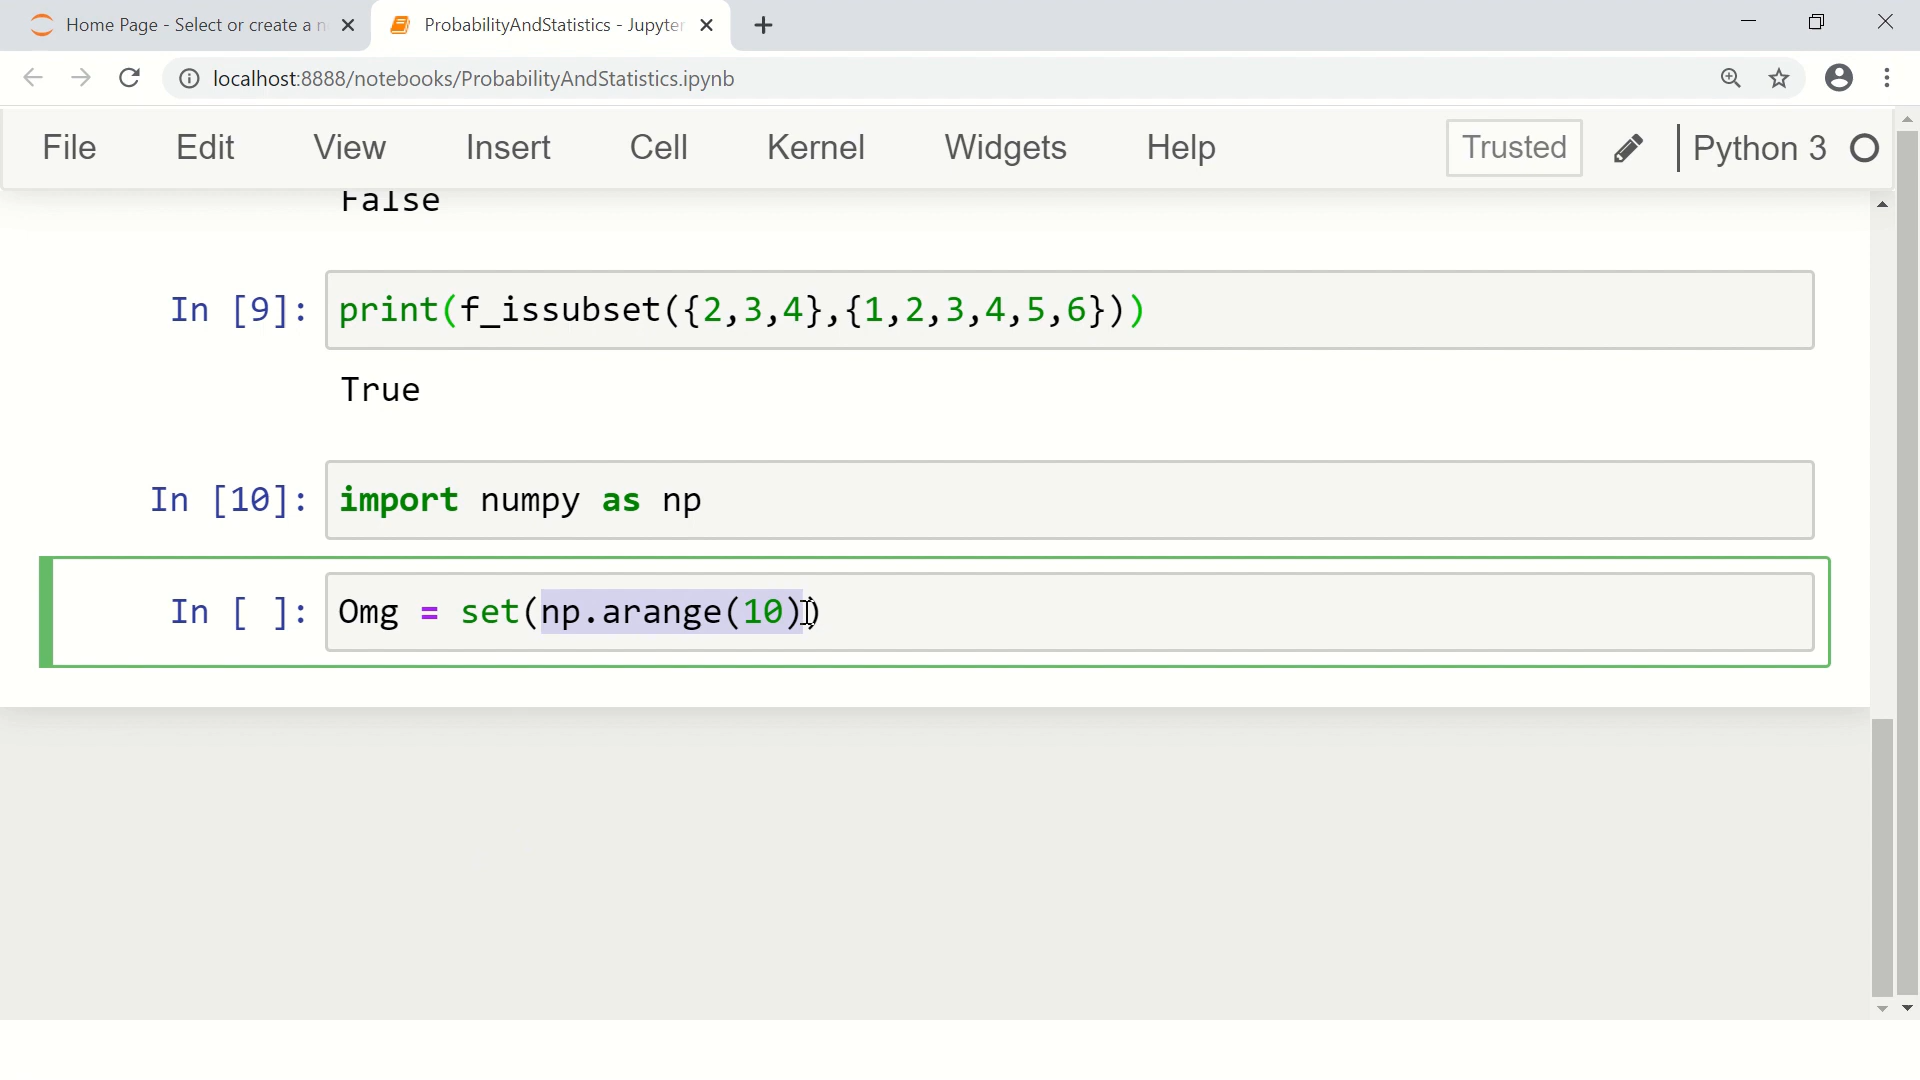 Home Page - Select or create a n
ProbabilityAndStatistics - Jupyter
localhost:8888/notebooks/ProbabilityAndStatistics.ipynb
File Edit View Insert Cell Kernel Widgets Help Trusted Python 3
False
In [9]: print(f_issubset({2,3,4},{1,2,3,4,5,6}))
True
In [10]: import numpy as np
In [ ]: Omg = set(np.arange(10))